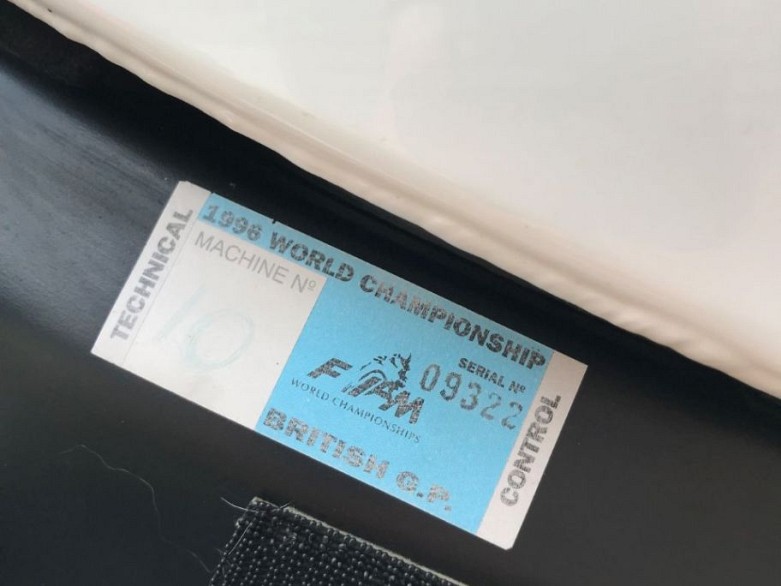 TECHNICAL
1996 WORLD CHAMPIONSHIP
MACHINE Nº
10
SERIAL Nº
09322
FIM
WORLD CHAMPIONSHIPS
BRITISH G.P.
CONTROL